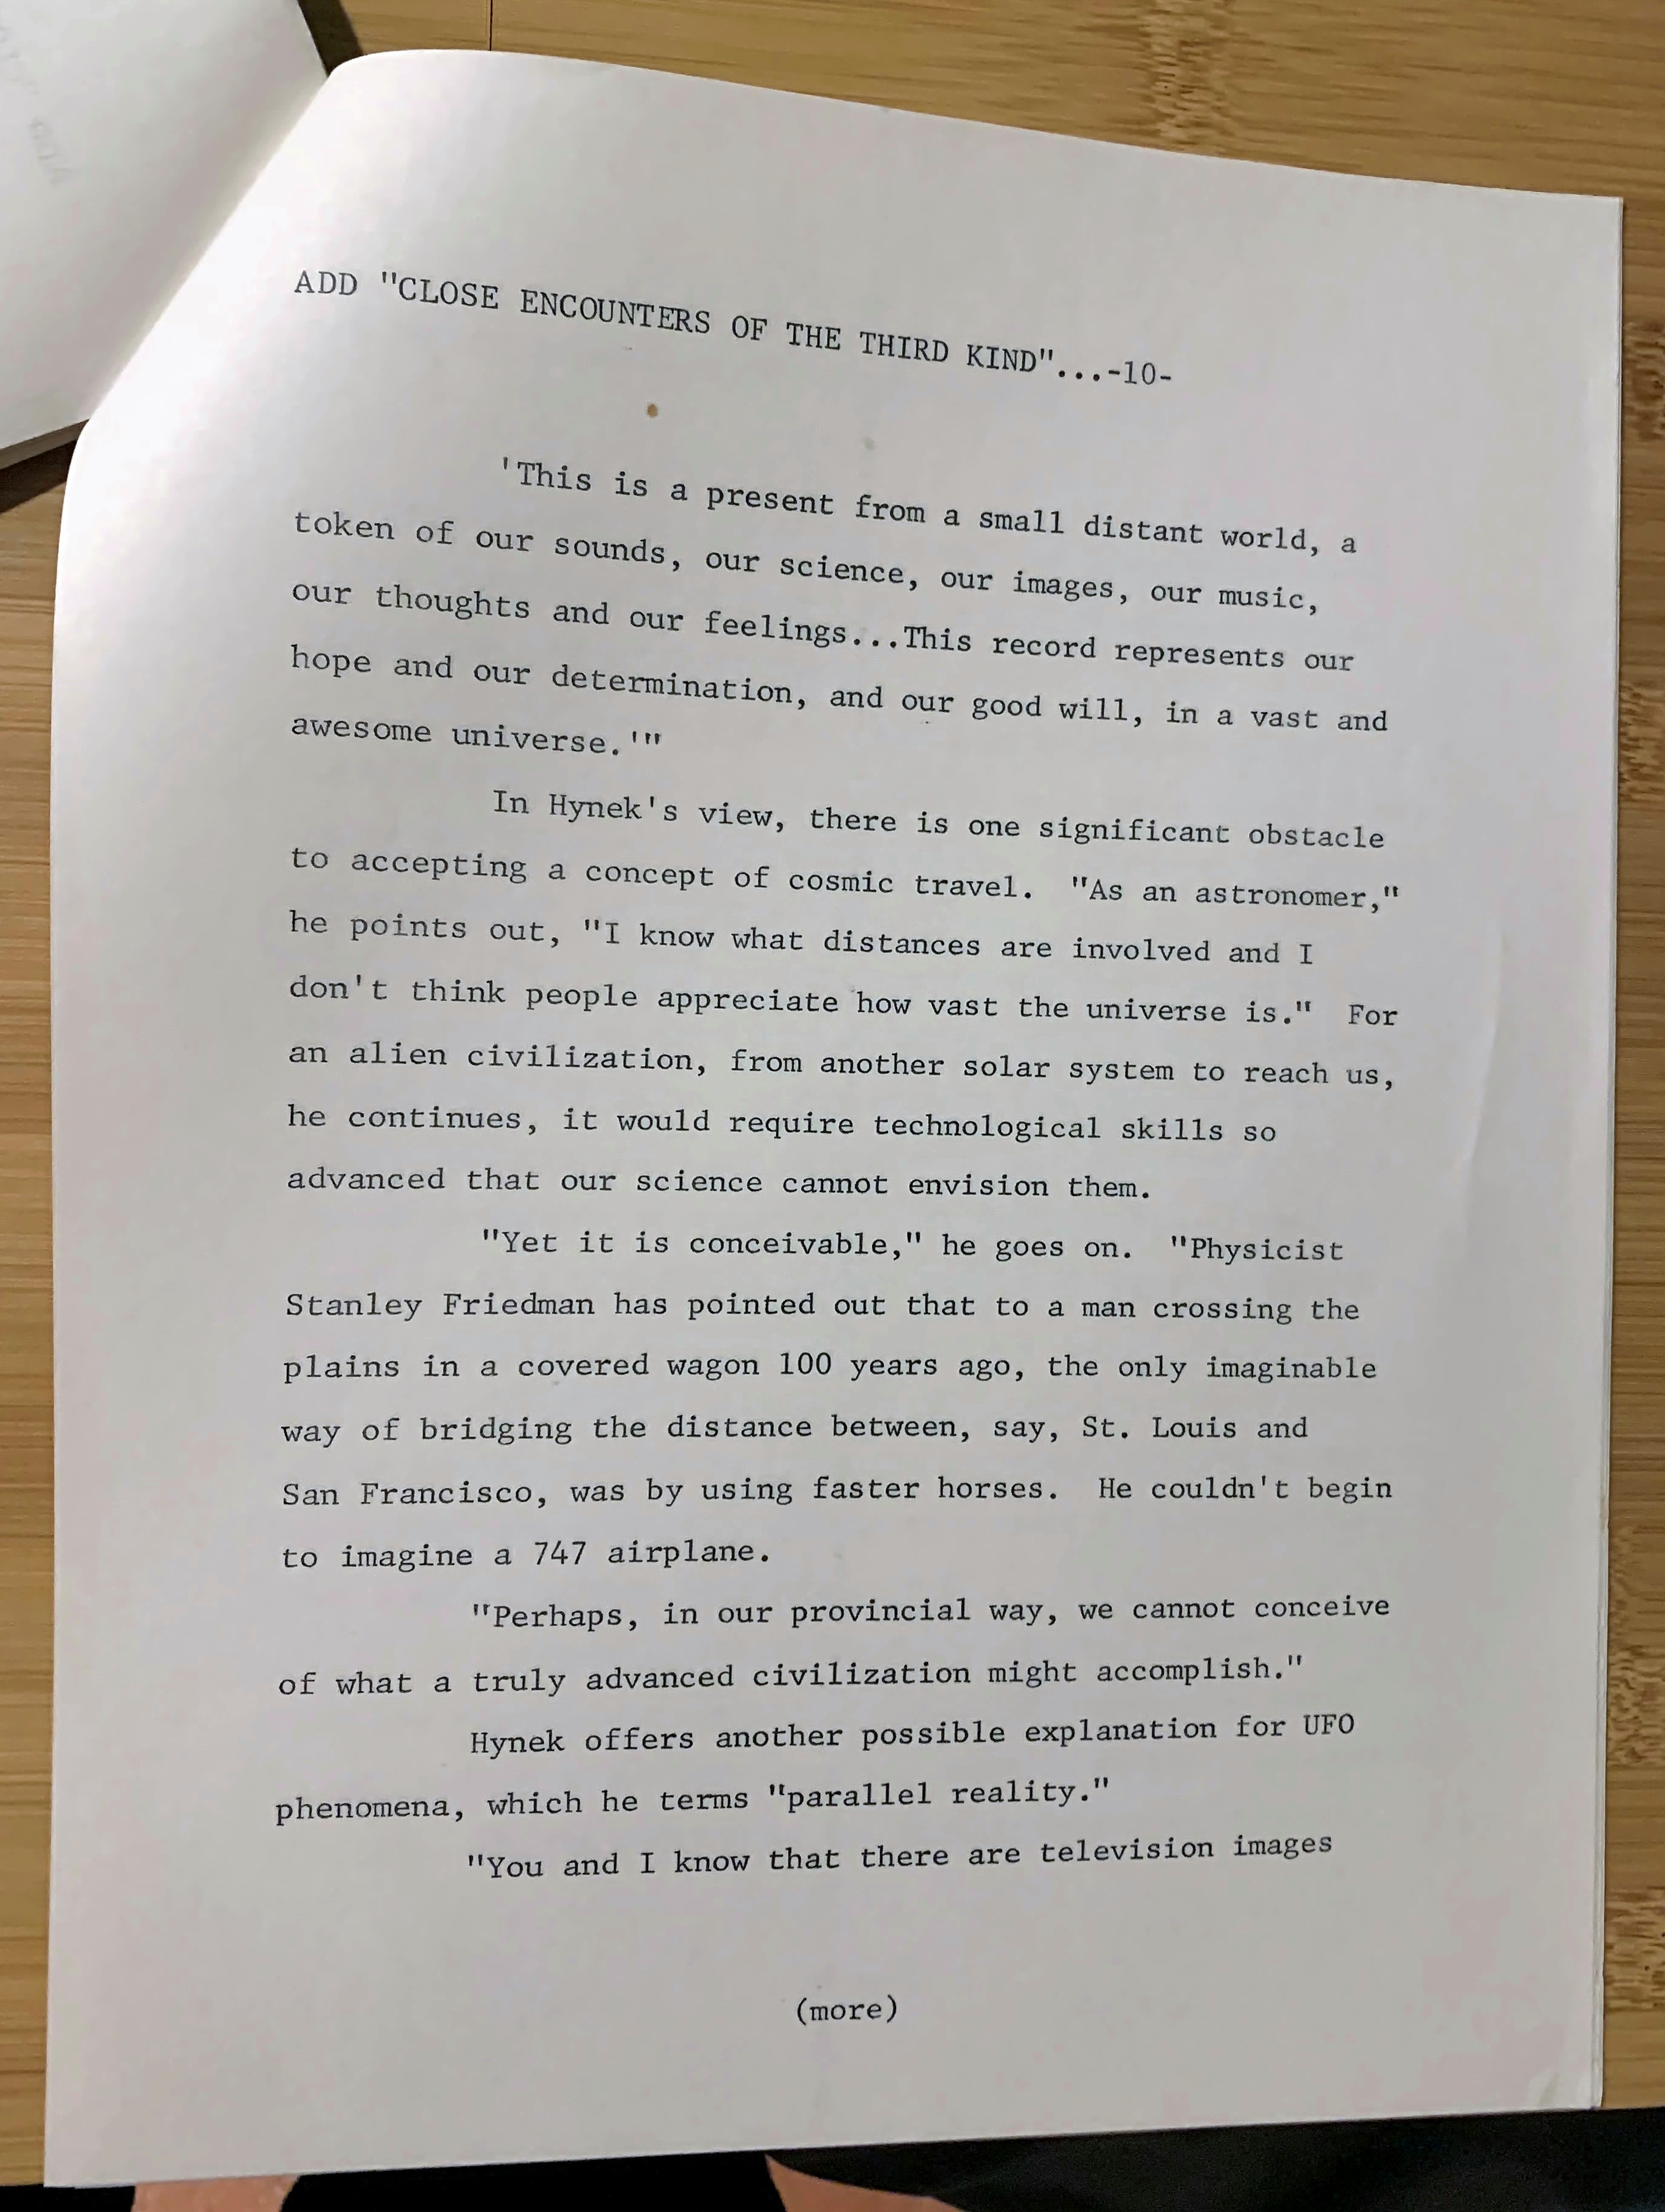 ADD "CLOSE ENCOUNTERS OF THE THIRD KIND"...-10-
'This is a present from a small distant world, a
token of our sounds, our science, our images, our music,
our thoughts and our feelings...This record represents our
hope and our determination, and our good will, in a vast and
awesome universe.'"
In Hynek's view, there is one significant obstacle
to accepting a concept of cosmic travel. "As an astronomer,"
he points out, "I know what distances are involved and I
don't think people appreciate how vast the universe is." For
an alien civilization, from another solar system to reach us,
he continues, it would require technological skills so
advanced that our science cannot envision them.
"Yet it is conceivable," he goes on. "Physicist
Stanley Friedman has pointed out that to a man crossing the
plains in a covered wagon 100 years ago, the only imaginable
way of bridging the distance between, say, St. Louis and
San Francisco, was by using faster horses. He couldn't begin
to imagine a 747 airplane.
"Perhaps, in our provincial way, we cannot conceive
of what a truly advanced civilization might accomplish."
Hynek offers another possible explanation for UFO
phenomena, which he terms "parallel reality."
"You and I know that there are television images
(more)